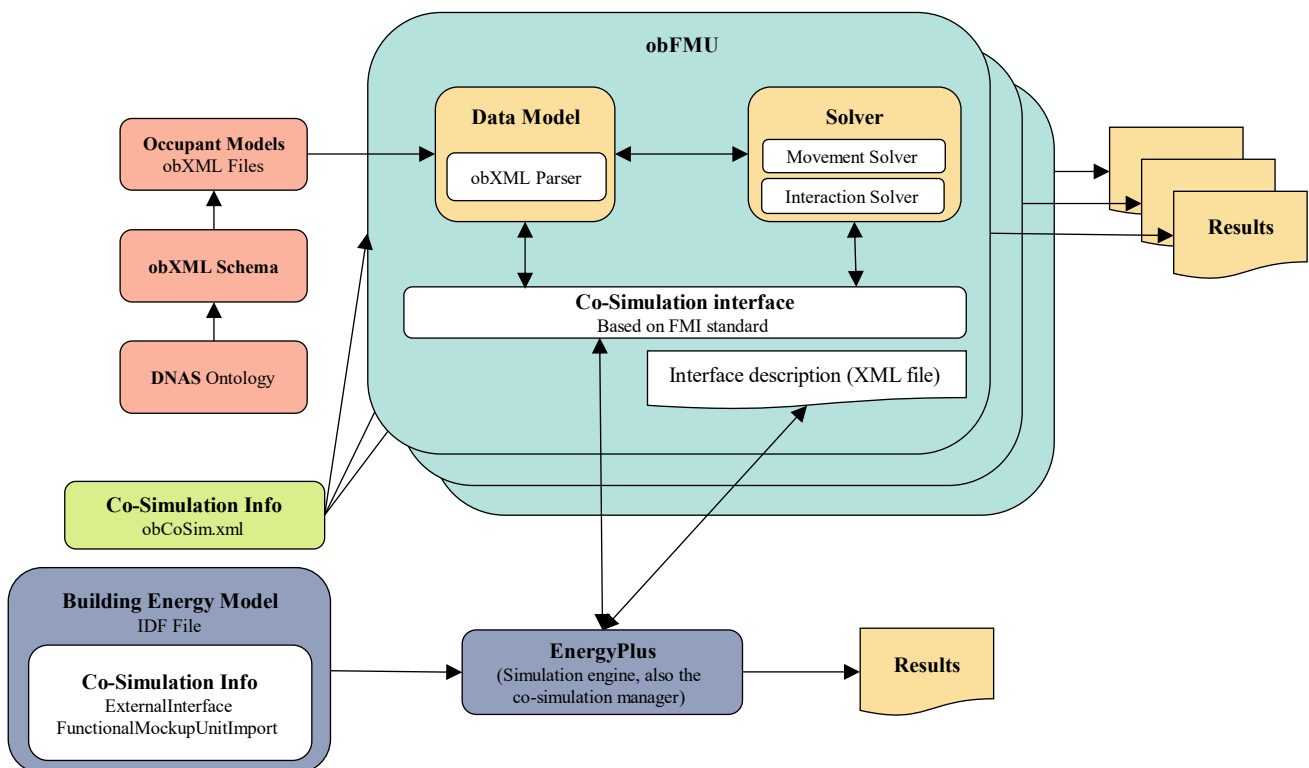 obFMU
Data Model
obXML Parser
Solver
Movement Solver
Interaction Solver
Occupant Models
obXML Files
obXML Schema
DNAS Ontology
Results
Co-Simulation interface
Based on FMI standard
Interface description (XML file)
Co-Simulation Info
obCoSim.xml
Building Energy Model
IDF File
Co-Simulation Info
ExternalInterface
FunctionalMockupUnitImport
EnergyPlus
(Simulation engine, also the
co-simulation manager)
Results